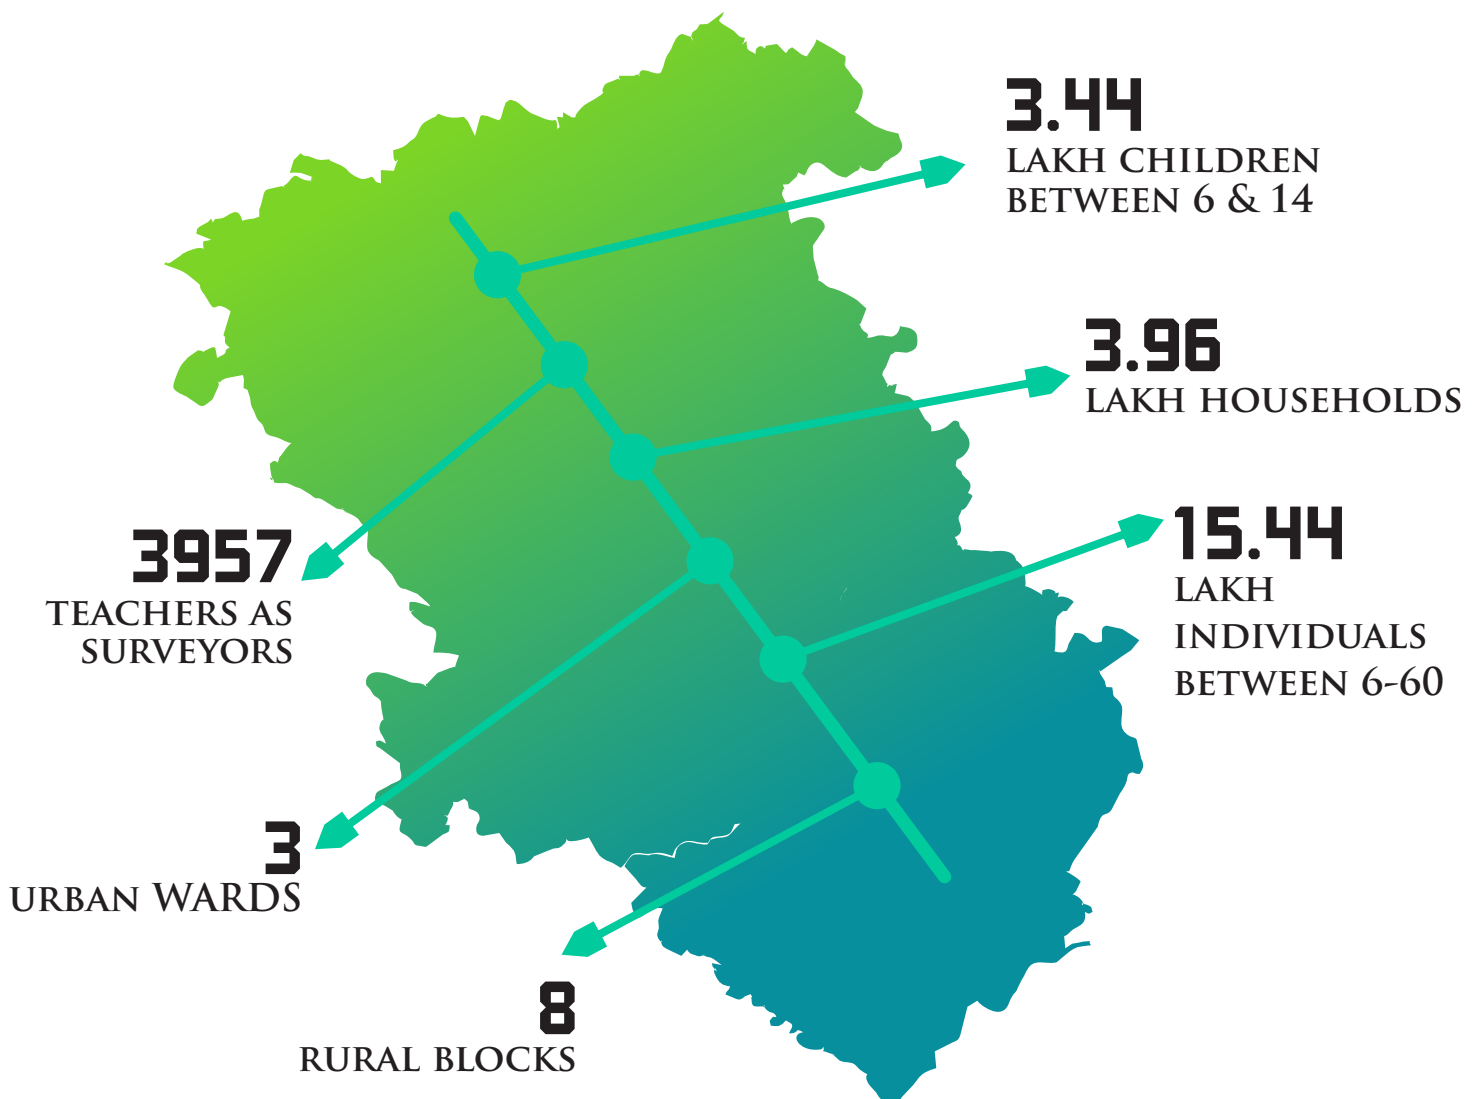 3.44
LAKH CHILDREN
BETWEEN 6 & 14
3.96
LAKH HOUSEHOLDS
15.44
LAKH
INDIVIDUALS
BETWEEN 6-60
3957
TEACHERS AS
SURVEYORS
3
URBAN WARDS
8
RURAL BLOCKS